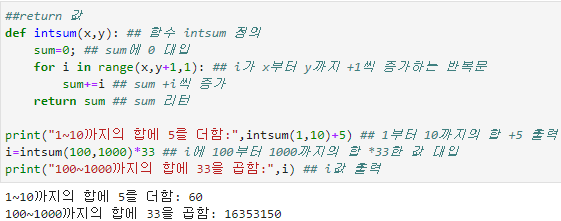 ##return 값
def intsum(x,y): ## 함수 intsum 정의
    sum=0; ## sum에 0 대입
    for i in range(x,y+1,1): ## i가 x부터 y까지 +1씩 증가하는 반복문
        sum+=i ## sum +i씩 증가
    return sum ## sum 리턴

print("1~10까지의 합에 5를 더함:",intsum(1,10)+5) ## 1부터 10까지의 합 +5 출력
i=intsum(100,1000)*33 ## i에 100부터 1000까지의 합 *33한 값 대입
print("100~1000까지의 합에 33을 곱함:",i) ## i값 출력
1~10까지의 합에 5를 더함: 60
100~1000까지의 합에 33을 곱함: 16353150